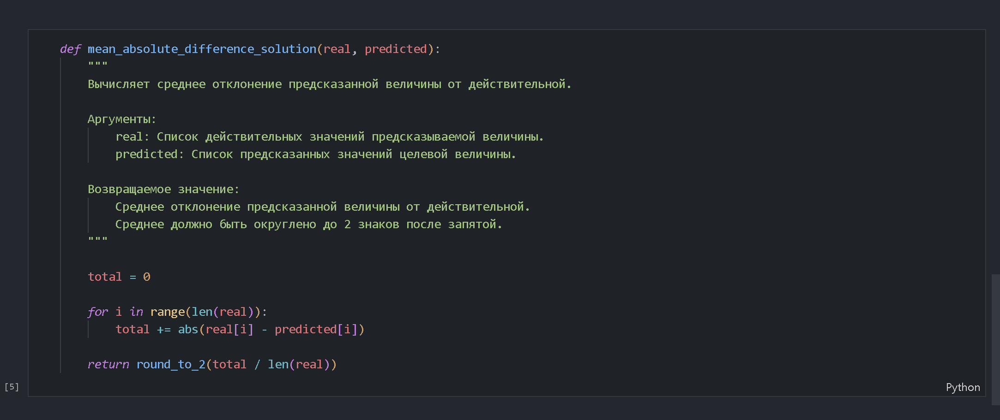 def mean_absolute_difference_solution(real, predicted):
"""
Вычисляет среднее отклонение предсказанной величины от действительной.
Аргументы:
real: Список действительных значений предсказываемой величины.
predicted: Список предсказанных значений целевой величины.
Возвращаемое значение:
Среднее отклонение предсказанной величины от действительной.
Среднее должно быть округлено до 2 знаков после запятой.
"""
total = 0
for i in range(len(real)):
total += abs(real[i] - predicted[i])
return round_to_2(total / len(real))
[5]
Python